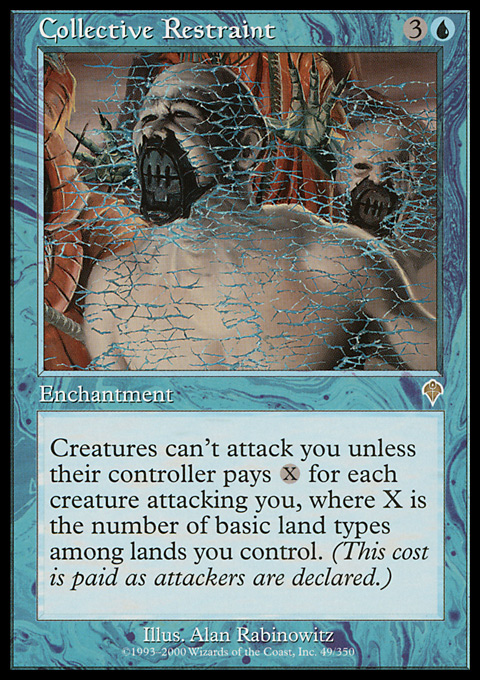 Collective Restraint 3
Enchantment
Creatures can't attack you unless
their controller pays X for each
creature attacking you, where X is
the number of basic land types
among lands you control. (This cost
is paid as attackers are declared.)
Illus. Alan Rabinowitz
©1993–2000 Wizards of the Coast, Inc. 49/350